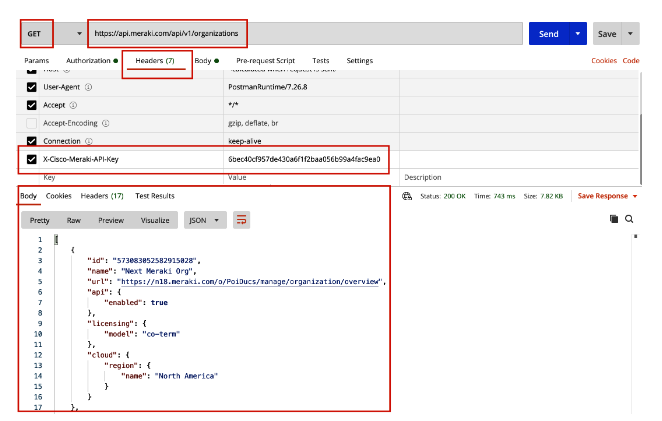 GET https://api.meraki.com/api/v1/organizations Send Save
Params Authorization Headers (7) Body Pre-request Script Tests Settings Cookies Code
User-Agent PostmanRuntime/7.26.8
Accept */*
Accept-Encoding gzip, deflate, br
Connection keep-alive
X-Cisco-Meraki-API-Key 6bec40cf957de430a6f1f2baa056b99a4fac9ea0
Key Value Description
Body Cookies Headers (17) Test Results Status: 200 OK Time: 743 ms Size: 7.82 KB Save Response
Pretty Raw Preview Visualize JSON
1 [
2 {
3 "id": "573083052582915028",
4 "name": "Next Meraki Org",
5 "url": "https://n18.meraki.com/o/PoiDucs/manage/organization/overview",
6 "api": {
7 "enabled": true
8 },
9 "licensing": {
10 "model": "co-term"
11 },
12 "cloud": {
13 "region": {
14 "name": "North America"
15 }
16 }
17 },